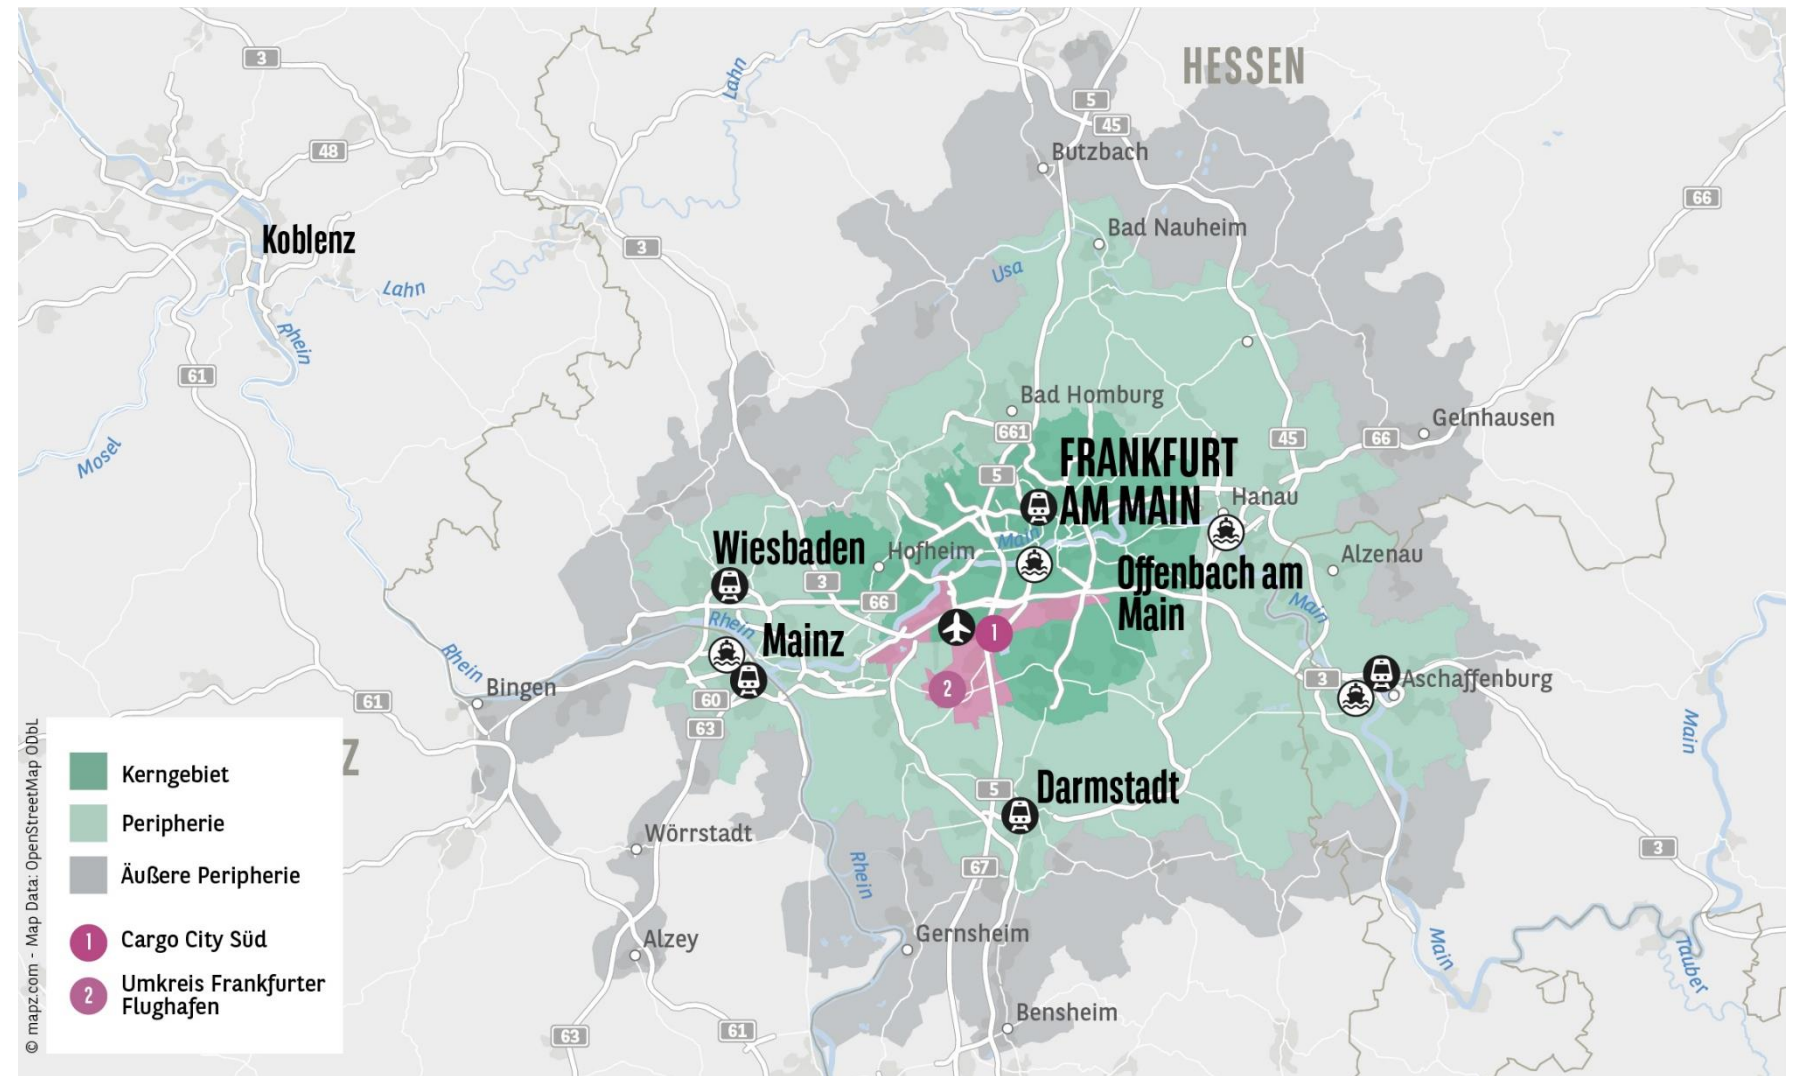 HESSEN
3
5
45
Lahn
48
Butzbach
66
Koblenz
3
Bad Nauheim
Usa
Lahn
Rhein
61
Bad Homburg
Gelnhausen
661
45
66
Mosel
FRANKFURT
AM MAIN
5
Hanau
Wiesbaden
Hofheim
Main
Alzenau
3
66
Offenbach am
Main
Main
Rhein
Mainz
1
Rhein
Bingen
2
3
Aschaffenburg
61
60
63
Main
Z
5
Darmstadt
Wörrstadt
3
67
Rhein
Alzey
Gernsheim
Main
Tauber
Bensheim
63
61
Kerngebiet
Peripherie
Äußere Peripherie
1 Cargo City Süd
2 Umkreis Frankfurter
Flughafen
© mapz.com - Map Data: OpenStreetMap ODbL